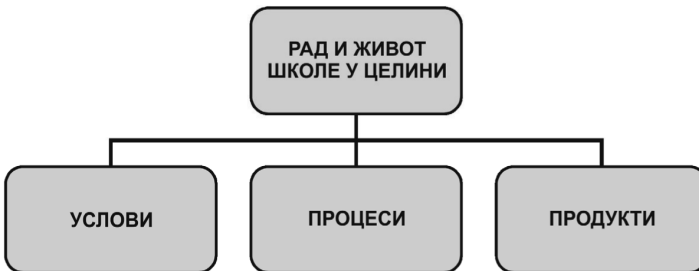 РАД И ЖИВОТ
ШКОЛЕ У ЦЕЛИНИ
УСЛОВИ
ПРОЦЕСИ
ПРОДУКТИ